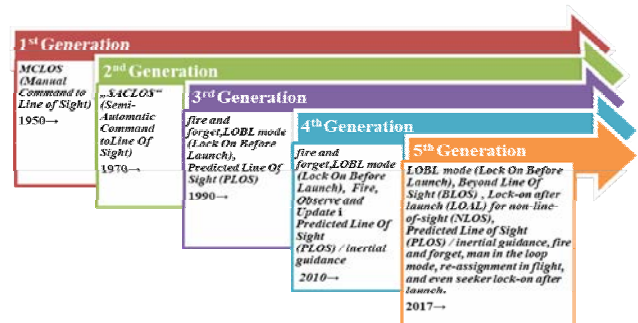 1st Generation
MCLOS
(Manual
Command to
Line of Sight)
1950→
2nd Generation
„SACLOS“
(Semi-
Automatic
Command
toLine Of
Sight)
1970→
3rd Generation
fire and
forget,LOBL mode
(Lock On Before
Launch),
Predicted Line Of
Sight (PLOS)
1990→
4th Generation
fire and
forget,LOBL mode
(Lock On Before
Launch), Fire,
Observe and
Update i
Predicted Line Of
Sight
(PLOS) / inertial
guidance
2010→
5th Generation
LOBL mode (Lock On Before
Launch), Beyond Line Of
Sight (BLOS) , Lock-on after
launch (LOAL) for non-line-
of-sight (NLOS),
Predicted Line of Sight
(PLOS) / inertial guidance, fire
and forget, man in the loop
mode, re-assignment in flight,
and even seeker lock-on after
launch.
2017→